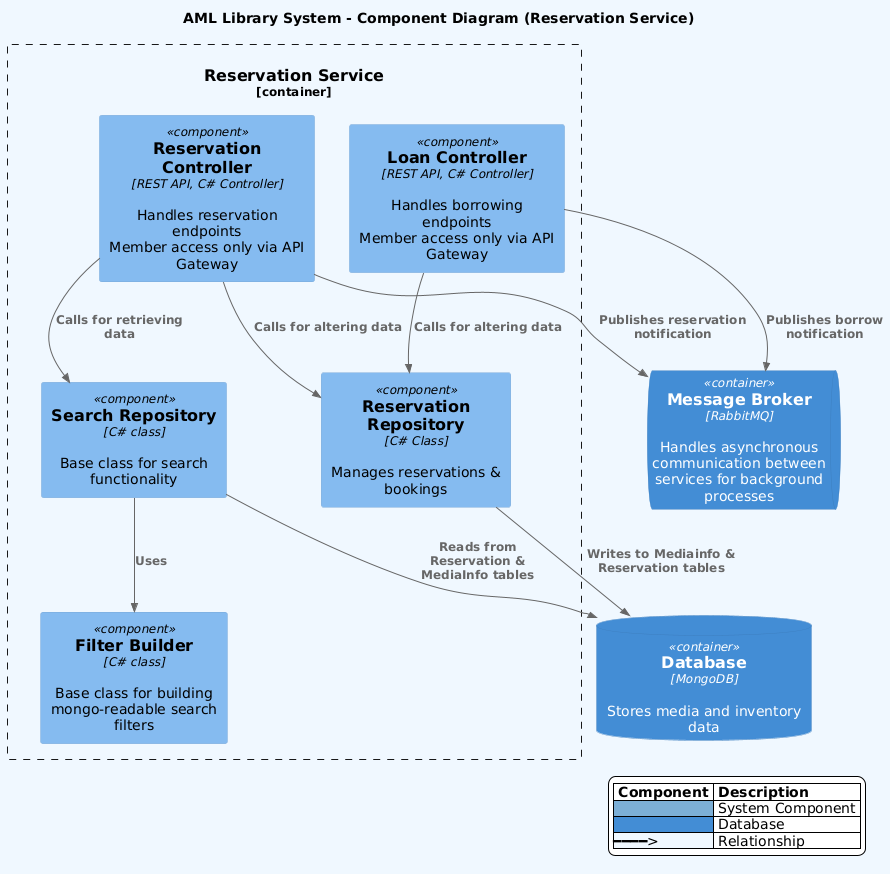 AML Library System - Component Diagram (Reservation Service)
Reservation Service
[container]
«component»
Reservation
Controller
[REST API, C# Controller]
Handles reservation
endpoints
Member access only via API
Gateway
«component»
Loan Controller
[REST API, C# Controller]
Handles borrowing
endpoints
Member access only via API
Gateway
Calls for retrieving
data
Calls for altering data
Calls for altering data
Publishes reservation
notification
Publishes borrow
notification
«component»
Search Repository
[C# class]
Base class for search
functionality
«component»
Reservation
Repository
[C# Class]
Manages reservations &
bookings
«container»
Message Broker
[RabbitMQ]
Handles asynchronous
communication between
services for background
processes
Uses
Reads from
Reservation &
MediaInfo tables
Writes to Mediainfo &
Reservation tables
«component»
Filter Builder
[C# class]
Base class for building
mongo-readable search
filters
«container»
Database
[MongoDB]
Stores media and inventory
data
Component Description
System Component
Database
━━━━> Relationship